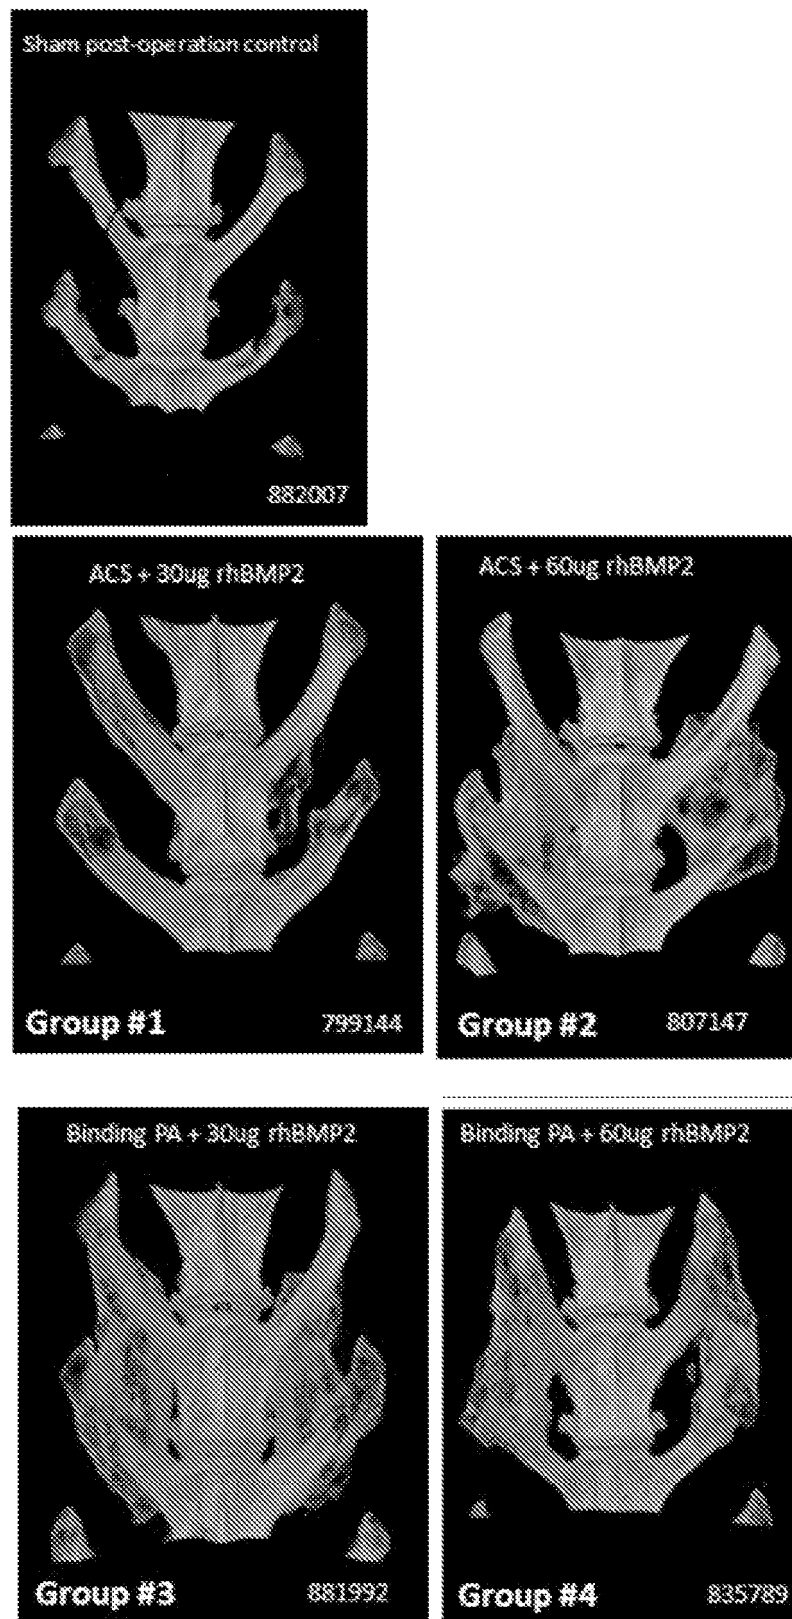 Sham post-operation control
882007
ACS + 30ug rhBMP2
Group #1 799144
ACS + 60ug rhBMP2
Group #2 807147
Binding PA + 30ug rhBMP2
Group #3 881992
Binding PA + 60ug rhBMP2
Group #4 835789